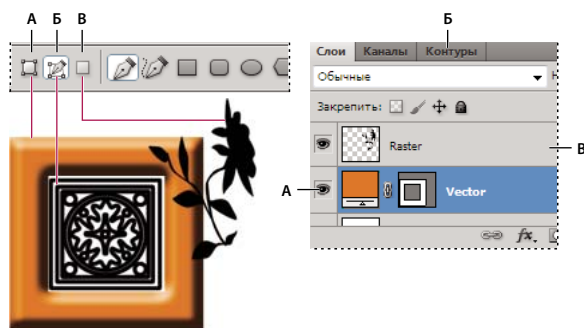 А Б В
Б
Слои Каналы Контуры
Обычные
Закрепить:
Raster
В
А
Vector
fx.